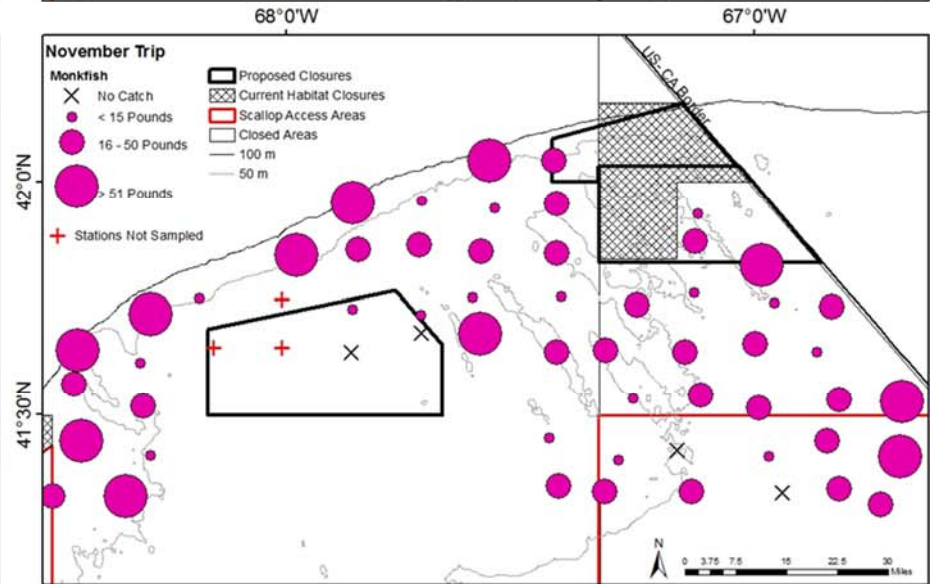 68°0'W 67°0'W
November Trip
Monkfish
No Catch
< 15 Pounds
16 - 50 Pounds
> 51 Pounds
Stations Not Sampled
Proposed Closures
Current Habitat Closures
Scallop Access Areas
Closed Areas
100 m
50 m
US-CA Border
42°0'N
41°30'N
N
0 3.75 7.5 15 22.5 30
Miles